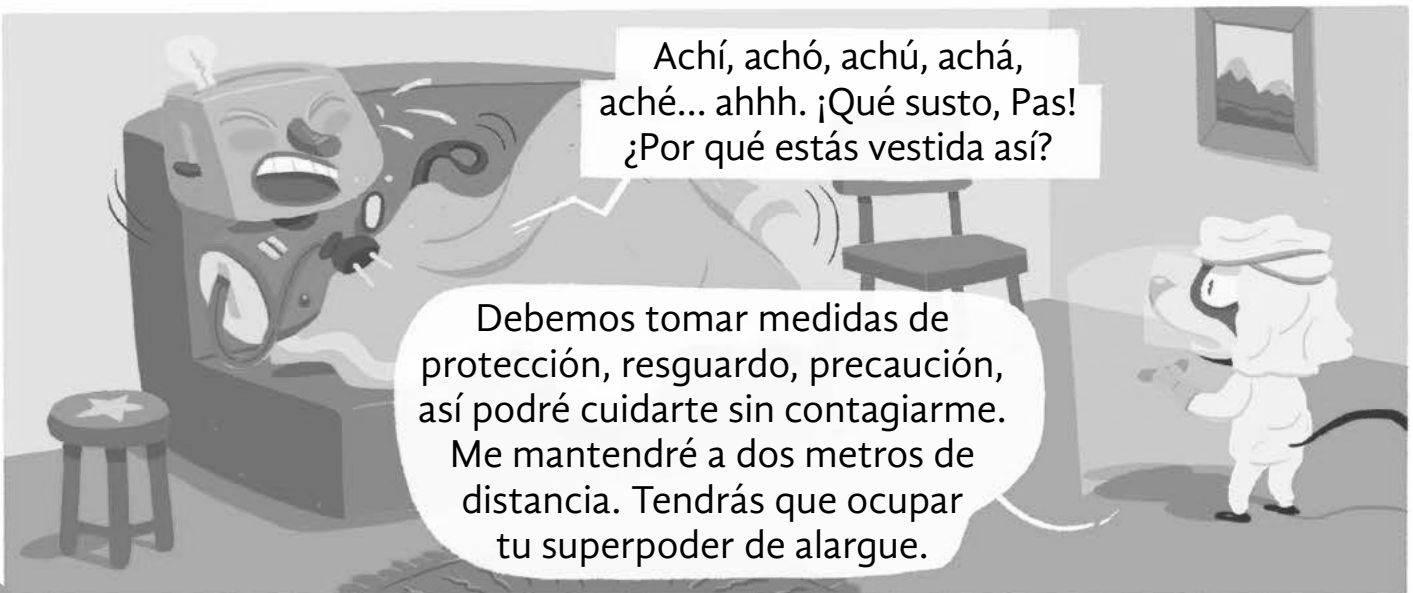 Achí, achó, achú, achá,
aché... ahhh. ¡Qué susto, Pas!
¿Por qué estás vestida así?
Debemos tomar medidas de
protección, resguardo, precaución,
así podré cuidarte sin contagiarme.
Me mantendré a dos metros de
distancia. Tendrás que ocupar
tu superpoder de alargue.